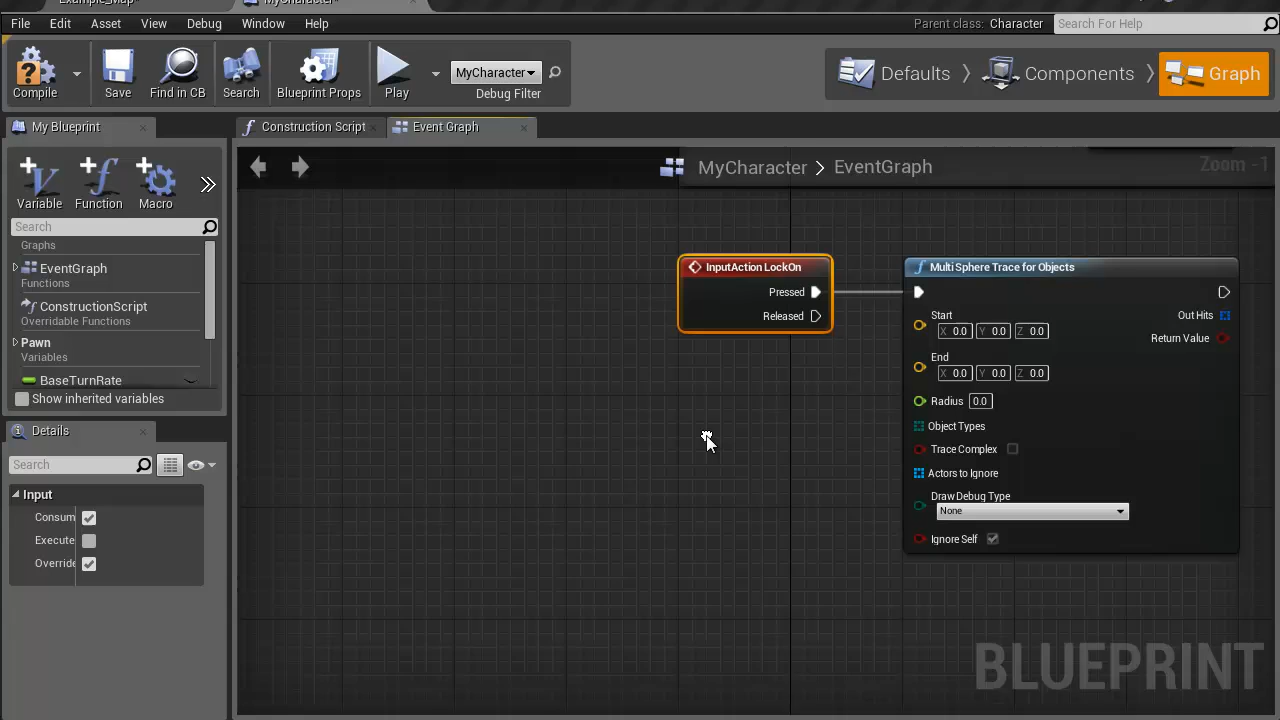 Example_Map
MyCharacter
File Edit Asset View Debug Window Help
Parent class: Character Search For Help
Compile Save Find in CB Search Blueprint Props Play
MyCharacter
Debug Filter
Defaults Components Graph
My Blueprint
Construction Script Event Graph
Variable Function Macro
MyCharacter > EventGraph
Zoom -1
Search
Graphs
EventGraph
Functions
ConstructionScript
Overridable Functions
Pawn
Variables
BaseTurnRate
Show inherited variables
Details
Search
Input
Consum
Execute
Override
InputAction LockOn
Pressed
Released
Multi Sphere Trace for Objects
Start
X 0.0 Y 0.0 Z 0.0
Out Hits
Return Value
End
X 0.0 Y 0.0 Z 0.0
Radius 0.0
Object Types
Trace Complex
Actors to Ignore
Draw Debug Type
None
Ignore Self
BLUEPRINT